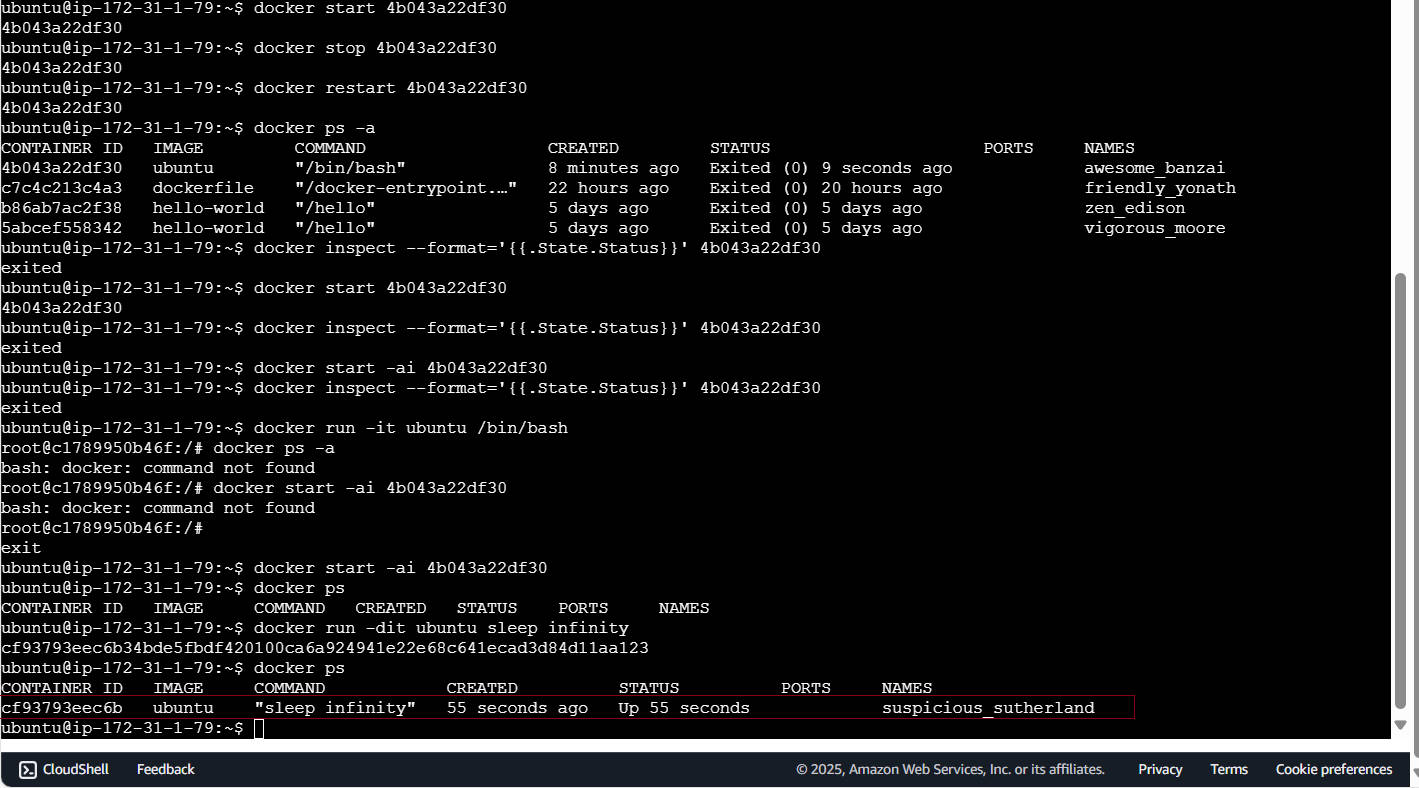 ubuntu@ip-172-31-1-79:~$ docker start 4b043a22df30
4b043a22df30
ubuntu@ip-172-31-1-79:~$ docker stop 4b043a22df30
4b043a22df30
ubuntu@ip-172-31-1-79:~$ docker restart 4b043a22df30
4b043a22df30
ubuntu@ip-172-31-1-79:~$ docker ps -a
CONTAINER ID   IMAGE         COMMAND                  CREATED         STATUS                     PORTS     NAMES
4b043a22df30   ubuntu        "/bin/bash"              8 minutes ago   Exited (0) 9 seconds ago             awesome_banzai
c7c4c213c4a3   dockerfile    "/docker-entrypoint.…"   22 hours ago    Exited (0) 20 hours ago              friendly_yonath
b86ab7ac2f38   hello-world   "/hello"                 5 days ago      Exited (0) 5 days ago                zen_edison
5abcef558342   hello-world   "/hello"                 5 days ago      Exited (0) 5 days ago                vigorous_moore
ubuntu@ip-172-31-1-79:~$ docker inspect --format='{{.State.Status}}' 4b043a22df30
exited
ubuntu@ip-172-31-1-79:~$ docker start 4b043a22df30
4b043a22df30
ubuntu@ip-172-31-1-79:~$ docker inspect --format='{{.State.Status}}' 4b043a22df30
exited
ubuntu@ip-172-31-1-79:~$ docker start -ai 4b043a22df30
ubuntu@ip-172-31-1-79:~$ docker inspect --format='{{.State.Status}}' 4b043a22df30
exited
ubuntu@ip-172-31-1-79:~$ docker run -it ubuntu /bin/bash
root@c1789950b46f:/# docker ps -a
bash: docker: command not found
root@c1789950b46f:/# docker start -ai 4b043a22df30
bash: docker: command not found
root@c1789950b46f:/#
exit
ubuntu@ip-172-31-1-79:~$ docker start -ai 4b043a22df30
ubuntu@ip-172-31-1-79:~$ docker ps
CONTAINER ID   IMAGE     COMMAND   CREATED   STATUS    PORTS     NAMES
ubuntu@ip-172-31-1-79:~$ docker run -dit ubuntu sleep infinity
cf93793eec6b34bde5fbdf420100ca6a924941e22e68c641ecad3d84d11aa123
ubuntu@ip-172-31-1-79:~$ docker ps
CONTAINER ID   IMAGE     COMMAND            CREATED          STATUS          PORTS     NAMES
cf93793eec6b   ubuntu    "sleep infinity"   55 seconds ago   Up 55 seconds             suspicious_sutherland
ubuntu@ip-172-31-1-79:~$
CloudShell   Feedback   © 2025, Amazon Web Services, Inc. or its affiliates.   Privacy   Terms   Cookie preferences